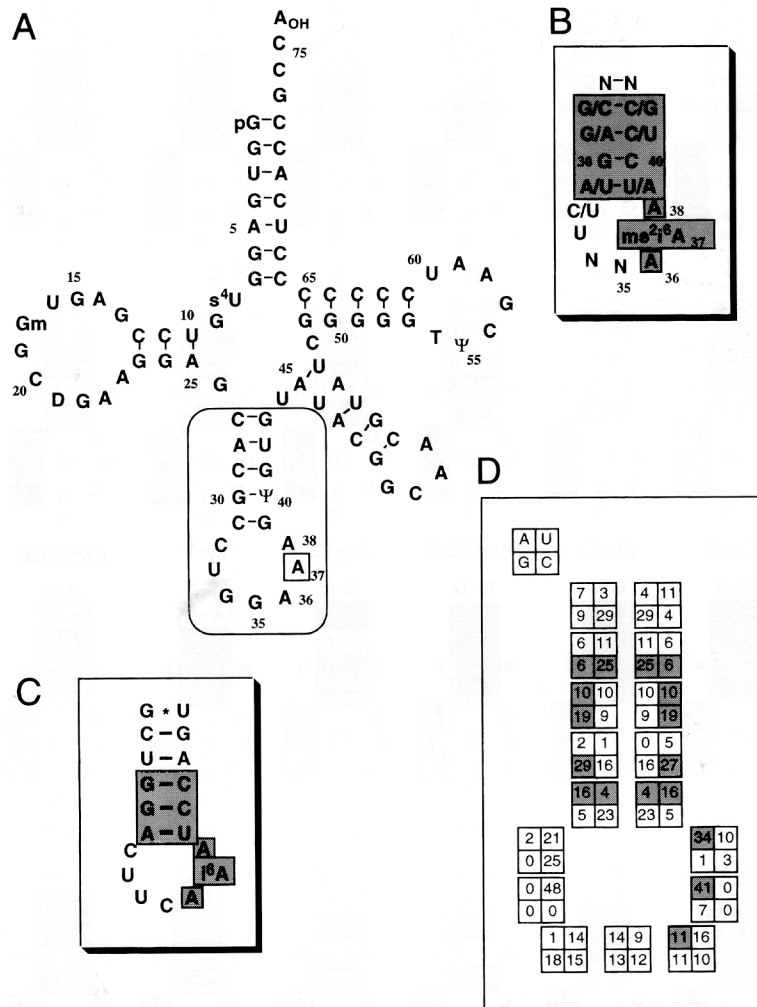 A
A OH
C
75
C
G
pG-C
G-C
U-A
G-C
5 A-U
G-C
G-C
s4U
G
10
U
C
C
G
A
G
U
15
Gm
G
C
20
D
G
A
A
G
G
A
25
G
65
C C C C C
G G G G G
50
60
U A A
G
C
Ψ
55
T
C
U
A
45
A
U
U
A
U
A
G
C
C
G
A
A
C
G
C-G
A-U
C-G
30 G-Ψ 40
C-G
C
A 38
U
A 37
G G A 36
35
B
N-N
G/C-C/G
G/A-C/U
30 G-C 40
A/U-U/A
C/U
A 38
U
ms2i6A 37
N N A 36
35
C
G*U
C-G
U-A
G-C
G-C
A-U
C
A
U
i6A
U C A
D
A U
G C
7 3 4 11
9 29 29 4
6 11 11 6
6 25 25 6
10 10 10 10
19 9 9 19
2 1 0 5
29 16 16 27
16 4 4 16
5 23 23 5
2 21 34 10
0 25 1 3
0 48 41 0
0 0 7 0
1 14 14 9 11 16
18 15 13 12 11 10